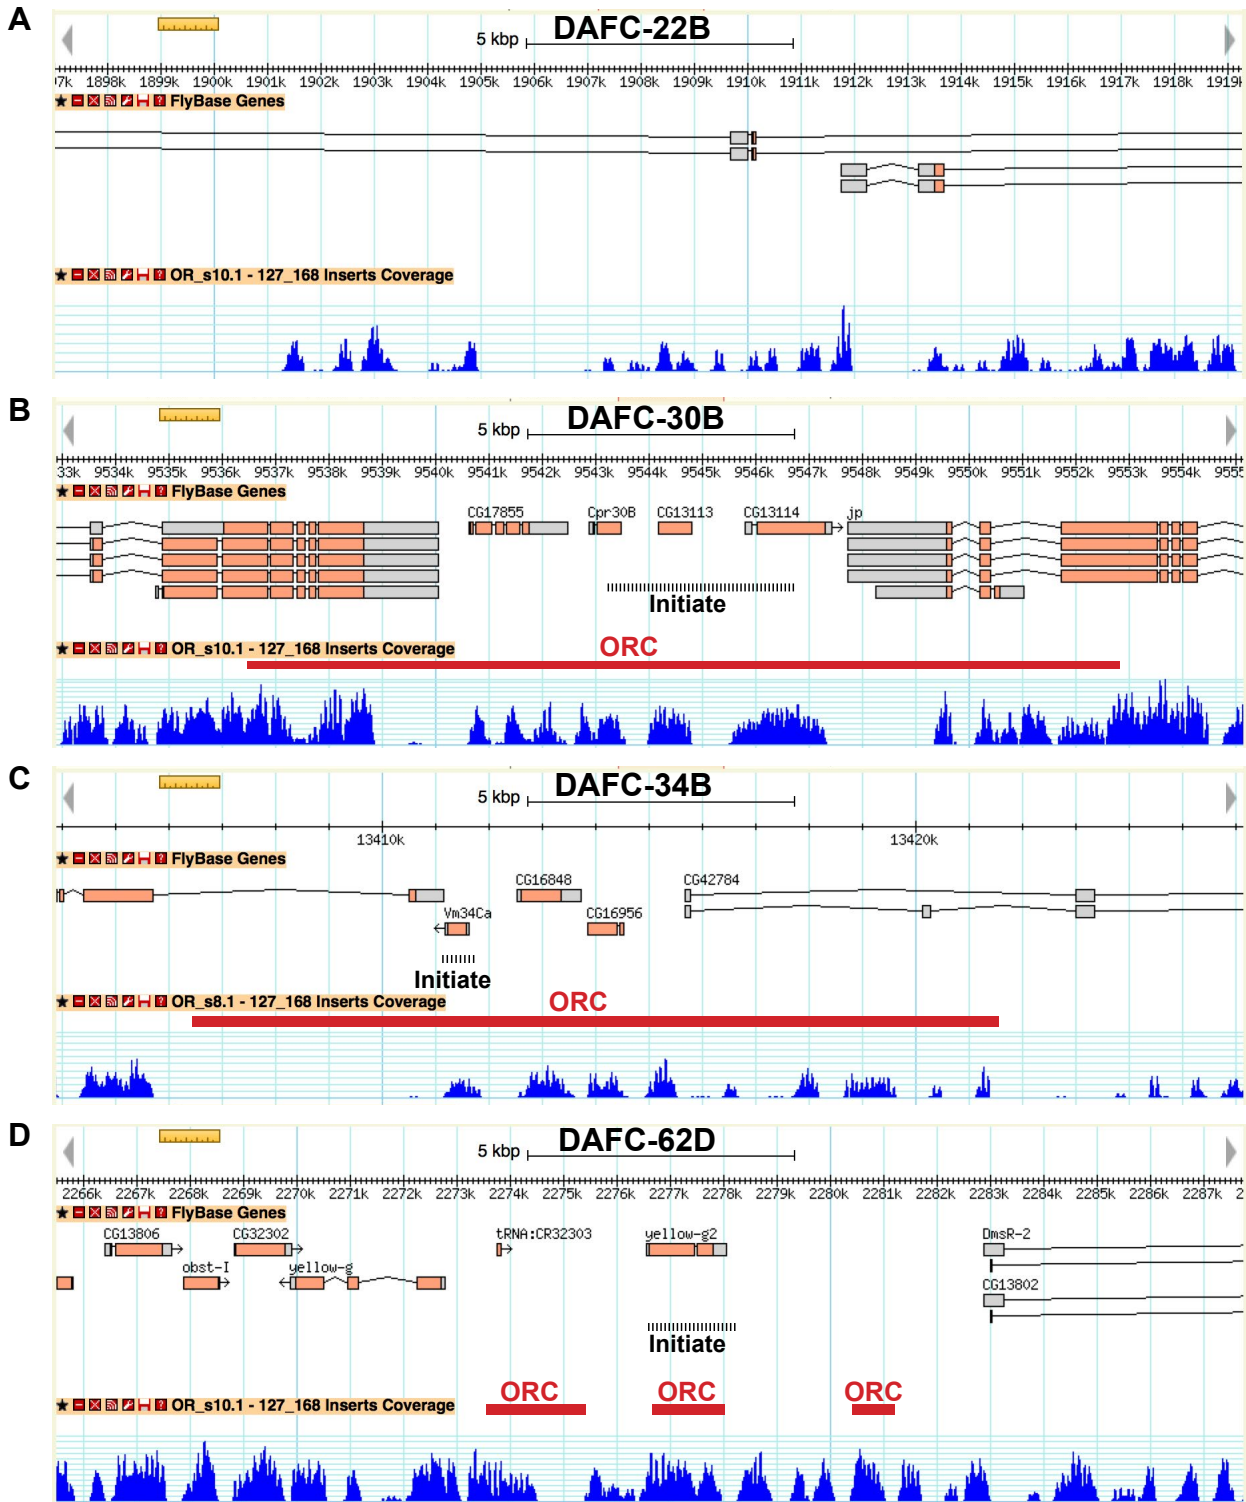 A
DAFC-22B
5 kbp
7k 1898k 1899k 1900k 1901k 1902k 1903k 1904k 1905k 1906k 1907k 1908k 1909k 1910k 1911k 1912k 1913k 1914k 1915k 1916k 1917k 1918k 1919k
FlyBase Genes
OR_s10.1 - 127_168 Inserts Coverage
B
DAFC-30B
5 kbp
33k 9534k 9535k 9536k 9537k 9538k 9539k 9540k 9541k 9542k 9543k 9544k 9545k 9546k 9547k 9548k 9549k 9550k 9551k 9552k 9553k 9554k 9555
FlyBase Genes
CG17855 Cpr30B CG13113 CG13114 jp
Initiate
ORC
OR_s10.1 - 127_168 Inserts Coverage
C
DAFC-34B
5 kbp
13410k 13420k
FlyBase Genes
CG16848 CG42784
Vm34Ca CG16956
Initiate
ORC
OR_s8.1 - 127_168 Inserts Coverage
D
DAFC-62D
5 kbp
2266k 2267k 2268k 2269k 2270k 2271k 2272k 2273k 2274k 2275k 2276k 2277k 2278k 2279k 2280k 2281k 2282k 2283k 2284k 2285k 2286k 2287k 2
FlyBase Genes
CG13806 CG32302 tRNA:CR32303 yellow-g2 DmsR-2
obst-I yellow-g
CG13802
Initiate
ORC ORC ORC
OR_s10.1 - 127_168 Inserts Coverage